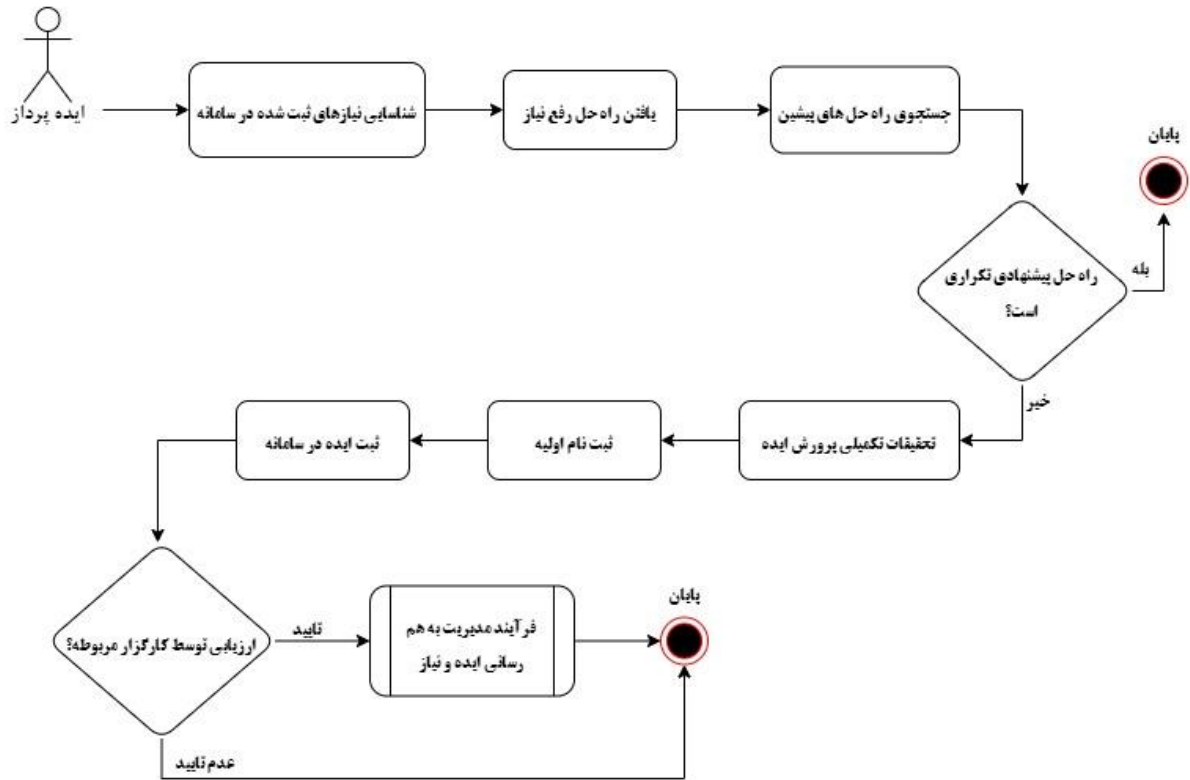 ایده پرداز
شناسایی نیازهای ثبت شده در سامانه
یافتن راه حل رفع نیاز
جستجوی راه حل های پیشین
پایان
راه حل پیشنهادی تکراری
است؟
بله
خیر
تحقیقات تکمیلی پرورش ایده
ثبت نام اولیه
ثبت ایده در سامانه
ارزیابی توسط کارگزار مربوطه؟
تایید
فرآیند مدیریت به هم
رسانی ایده و نیاز
پایان
عدم تایید